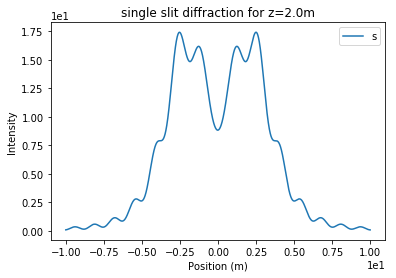 single slit diffraction for z=2.0m
1e1
s
17.5
1.50
1.25
1.00
0.75
0.50
0.25
0.00
Intensity
−1.00 −0.75 −0.50 −0.25 0.00 0.25 0.50 0.75 1.00
Position (m)
1e1